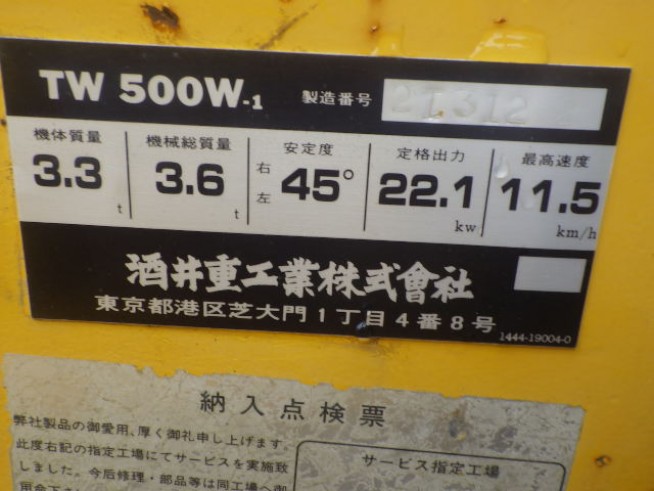 TW 500W-1 製造番号 21312
機体質量 機械総質量 安定度 定格出力 最高速度
3.3 t 3.6 t 右 左 45° 22.1 kw 11.5 km/h
酒井重工業株式會社
東京都港区芝大門1丁目4番8号
1444-19004-0
納入点検票
弊社製品の御愛用、厚く御礼申し上げます。
此度右記の指定工場にてサービスを実施致
しました。今后修理・部品等は同工場へ御
サービス指定工場